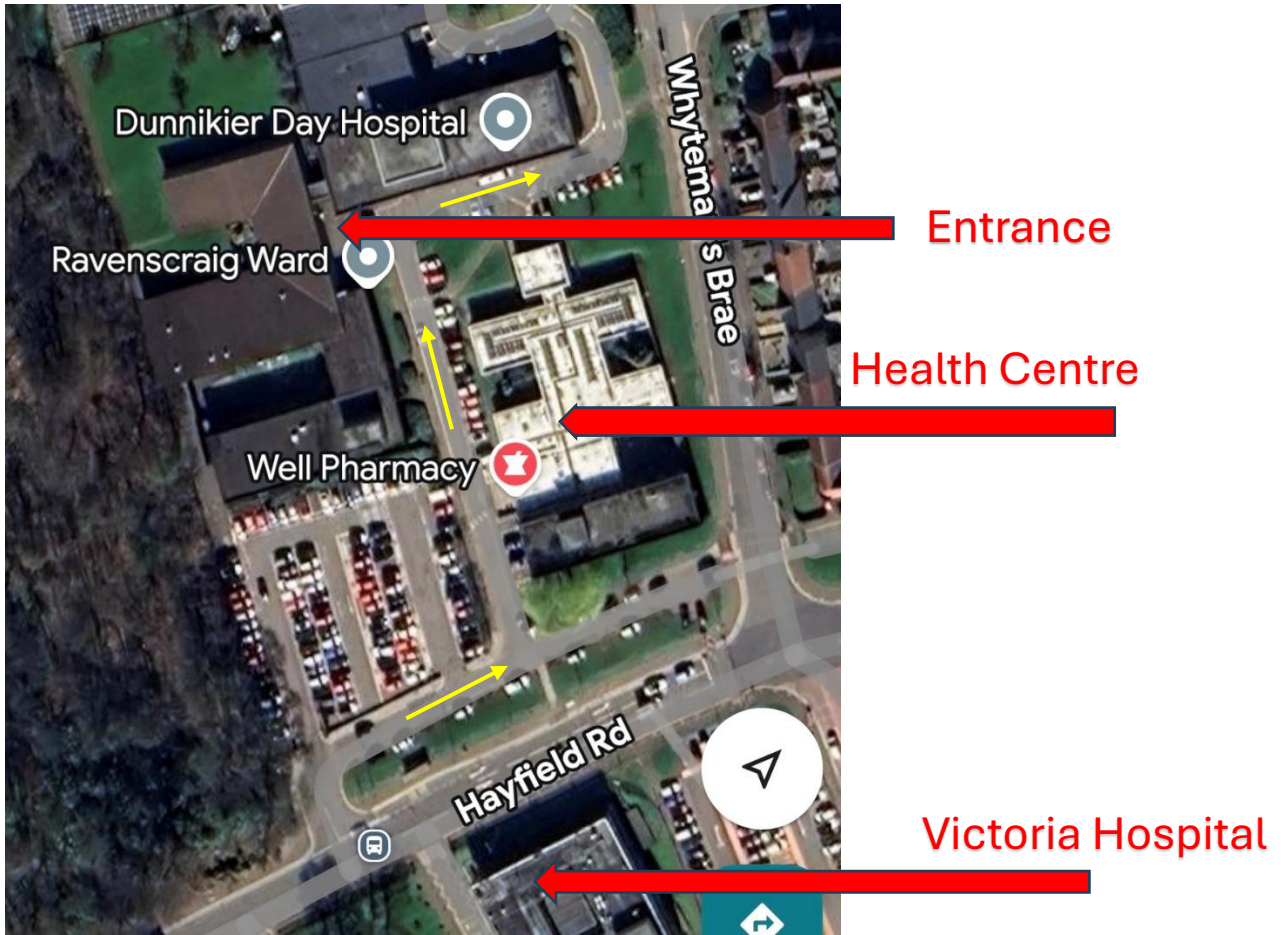 Dunnikier Day Hospital
Entrance
Ravenscraig Ward
Health Centre
Well Pharmacy
Hayfield Rd
Victoria Hospital